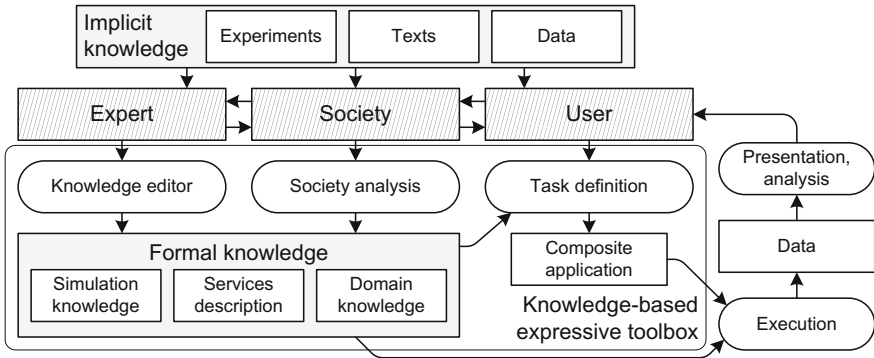 Implicit
knowledge
Experiments
Texts
Data
Expert
Society
User
Knowledge editor
Society analysis
Task definition
Presentation,
analysis
Formal knowledge
Simulation
knowledge
Services
description
Domain
knowledge
Composite
application
Data
Knowledge-based
expressive toolbox
Execution